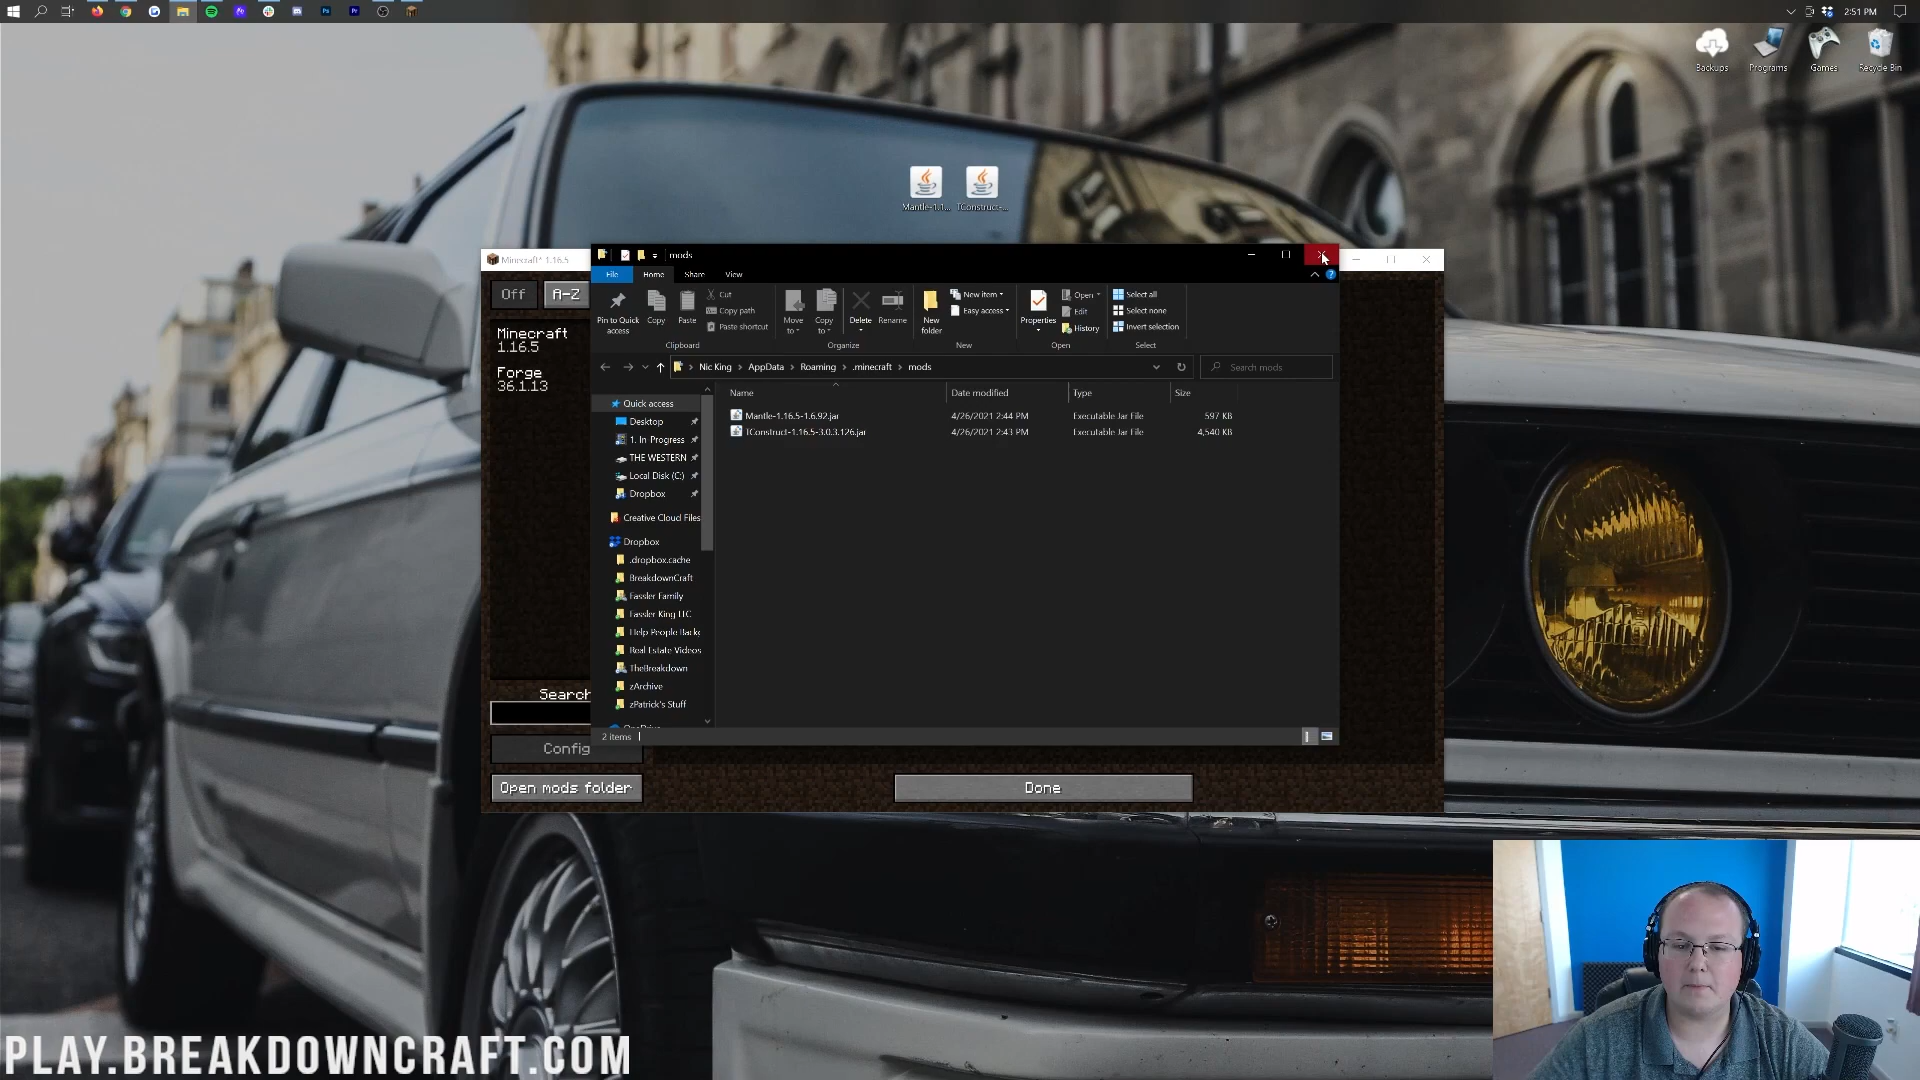 2:51 PM
Backups
Programs
Games
Recycle Bin
Mantle-1.1...
TConstruct-...
Minecraft* 1.16.5
mods
File
Home
Share
View
Off
A-Z
Pin to Quick access
Copy
Paste
Cut
Copy path
Paste shortcut
Move to
Copy to
Delete
Rename
New folder
New item
Easy access
Properties
Open
Edit
History
Select all
Select none
Invert selection
Clipboard
Organize
New
Open
Select
Minecraft
1.16.5
Forge
36.1.13
Nic King
AppData
Roaming
.minecraft
mods
Search mods
Name
Date modified
Type
Size
Mantle-1.16.5-1.6.92.jar
4/26/2021 2:44 PM
Executable Jar File
597 KB
TConstruct-1.16.5-3.0.3.126.jar
4/26/2021 2:43 PM
Executable Jar File
4,540 KB
Quick access
Desktop
1. In Progress
THE WESTERN
Local Disk (C:)
Dropbox
Creative Cloud Files
Dropbox
.dropbox.cache
BreakdownCraft
Fassler Family
Fassler King LLC
Help People Back
Real Estate Videos
TheBreakdown
zArchive
zPatrick's Stuff
2 items
Search
Config
Open mods folder
Done
PLAY.BREAKDOWNCRAFT.COM